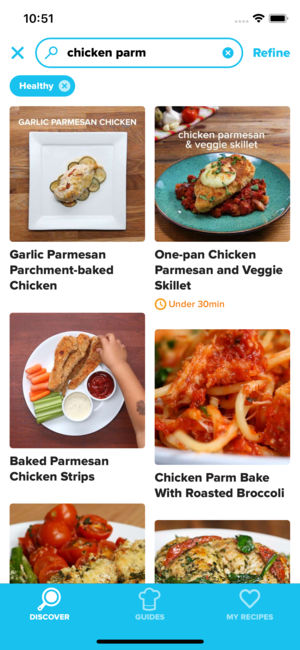 10:51
chicken parm
Refine
Healthy
GARLIC PARMESAN CHICKEN
chicken parmesan
& veggie skillet
Garlic Parmesan
Parchment-baked
Chicken
One-pan Chicken
Parmesan and Veggie
Skillet
Under 30min
Baked Parmesan
Chicken Strips
Chicken Parm Bake
With Roasted Broccoli
DISCOVER
GUIDES
MY RECIPES